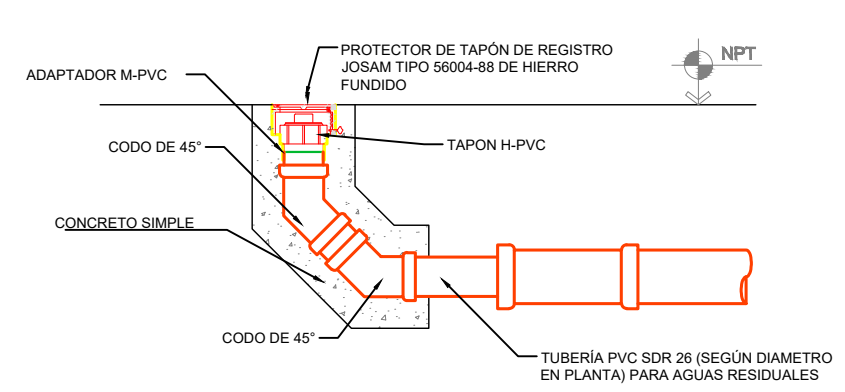 PROTECTOR DE TAPÓN DE REGISTRO
JOSAM TIPO 56004-88 DE HIERRO
FUNDIDO
NPT
ADAPTADOR M-PVC
CODO DE 45°
TAPON H-PVC
CONCRETO SIMPLE
CODO DE 45°
TUBERÍA PVC SDR 26 (SEGÚN DIAMETRO
EN PLANTA) PARA AGUAS RESIDUALES